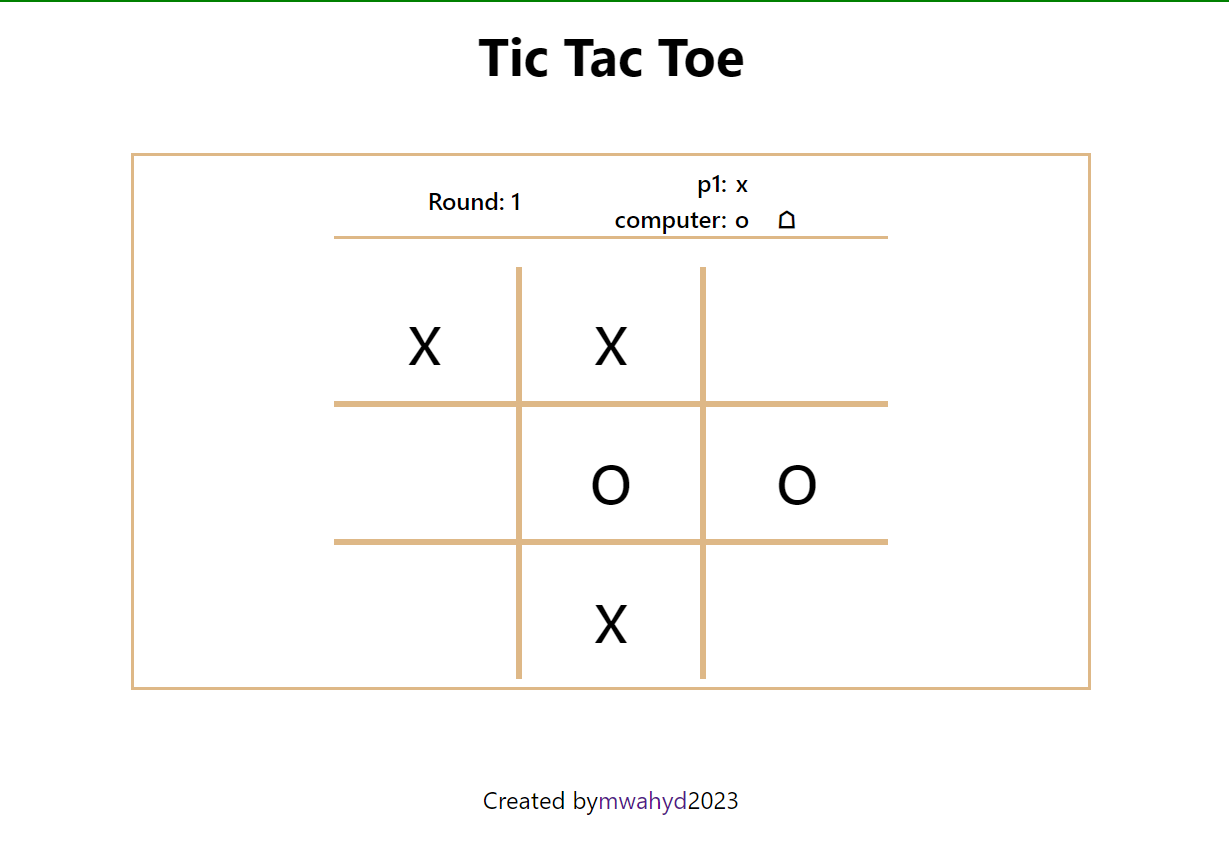 Tic Tac Toe
Round: 1
p1: x
computer: o
X X
O O
X
Created bymwahyd2023